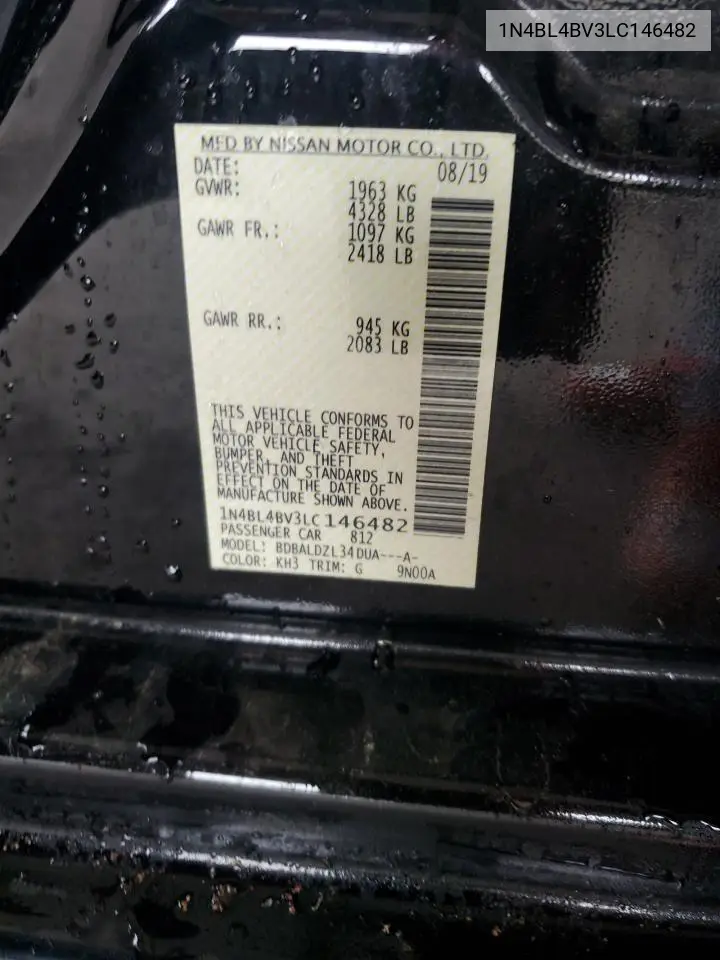 1N4BL4BV3LC146482
MFD BY NISSAN MOTOR CO., LTD.
DATE: 08/19
GVWR: 1963 KG
4328 LB
GAWR FR.: 1097 KG
2418 LB
GAWR RR.: 945 KG
2083 LB
THIS VEHICLE CONFORMS TO
ALL APPLICABLE FEDERAL
MOTOR VEHICLE SAFETY,
BUMPER, AND THEFT
PREVENTION STANDARDS IN
EFFECT ON THE DATE OF
MANUFACTURE SHOWN ABOVE.
1N4BL4BV3LC146482
PASSENGER CAR 812
MODEL: BDBALDZL34DUA---A-
COLOR: KH3 TRIM: G 9N00A